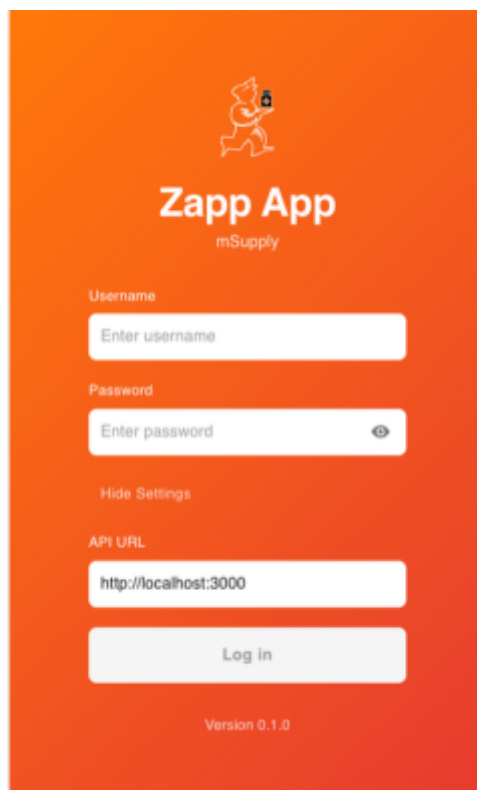 Zapp App
mSupply
Username
Enter username
Password
Enter password
Hide Settings
API URL
http://localhost:3000
Log in
Version 0.1.0